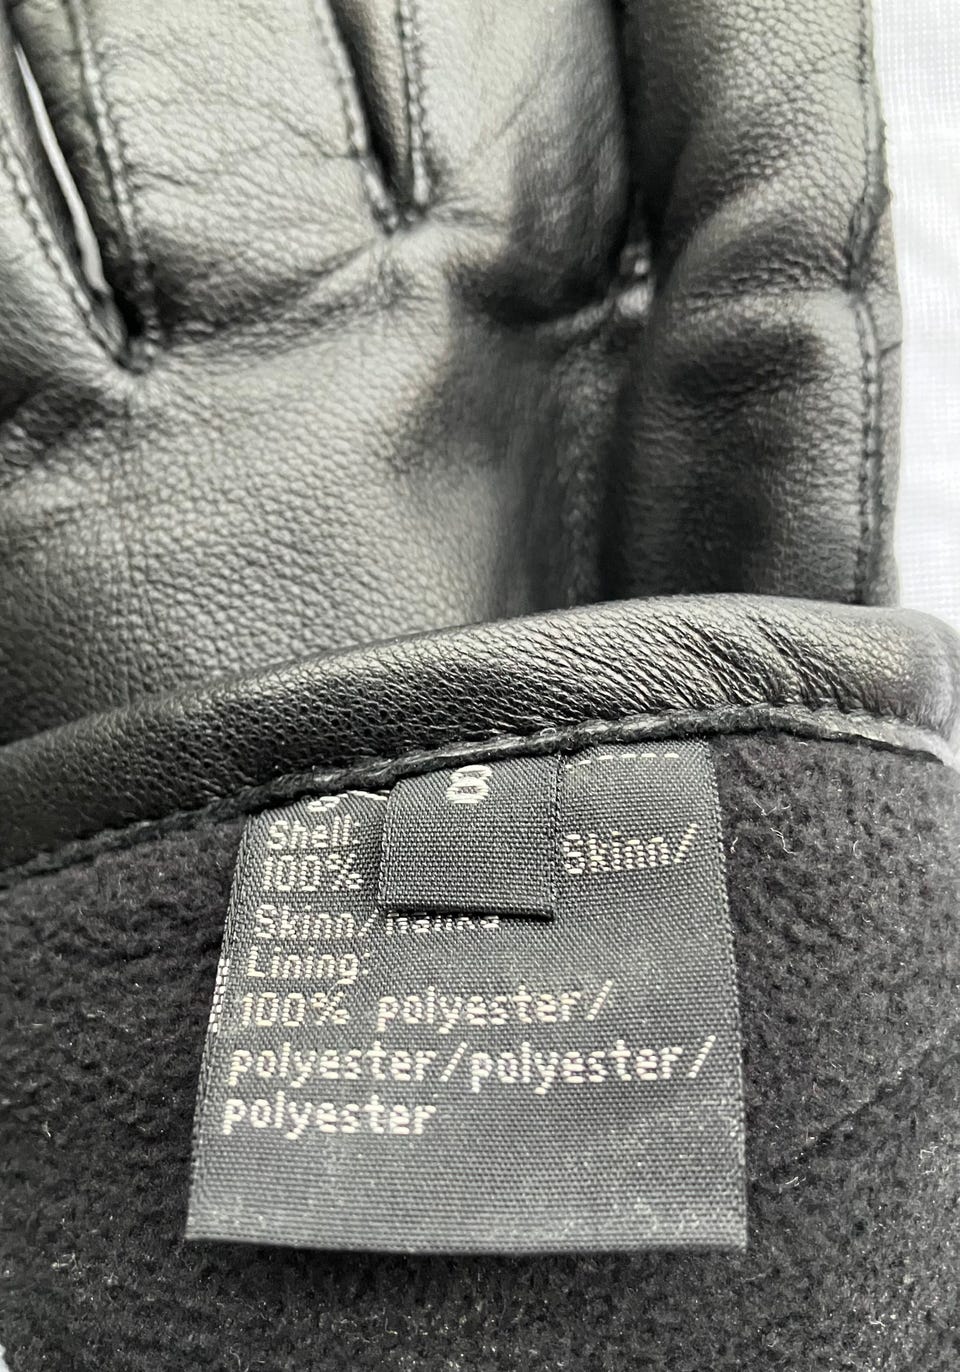 8
Shell:
100% Skinn/
Skinn/
Lining:
100% polyester/
polyester/polyester/
polyester